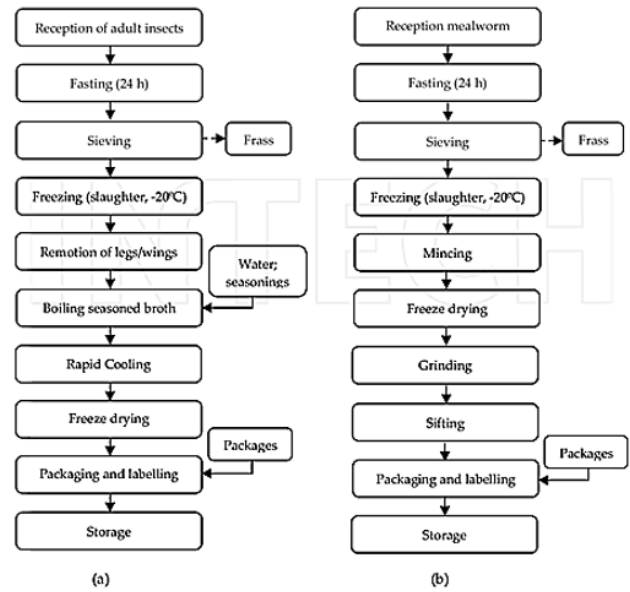 Reception of adult insects
Fasting (24 h)
Sieving
Frass
Freezing (slaughter, -20ºC)
Remotion of legs/wings
Water;
seasonings
Boiling seasoned broth
Rapid Cooling
Freeze drying
Packages
Packaging and labelling
Storage
(a)
Reception mealworm
Fasting (24 h)
Sieving
Frass
Freezing (slaughter, -20ºC)
Mincing
Freeze drying
Grinding
Sifting
Packages
Packaging and labelling
Storage
(b)
INTECH